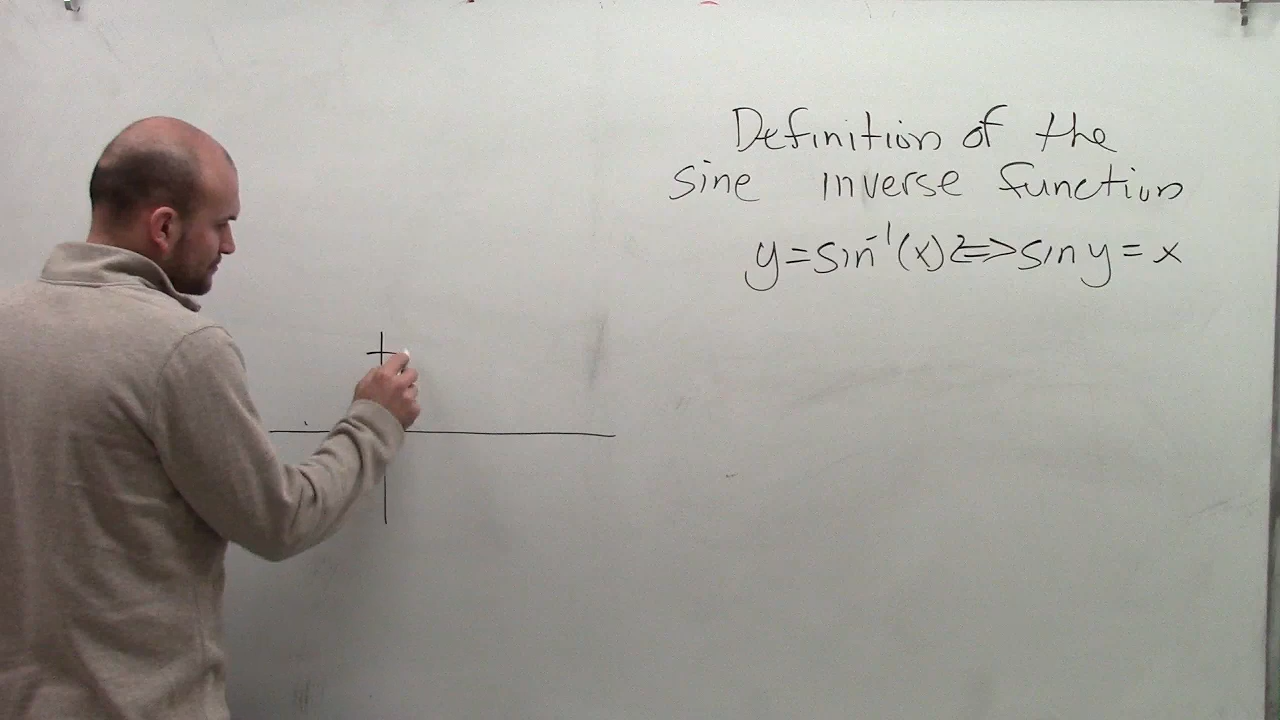 Definition of the
sine inverse function
y=sin⁻¹(x)⇔sin y = x